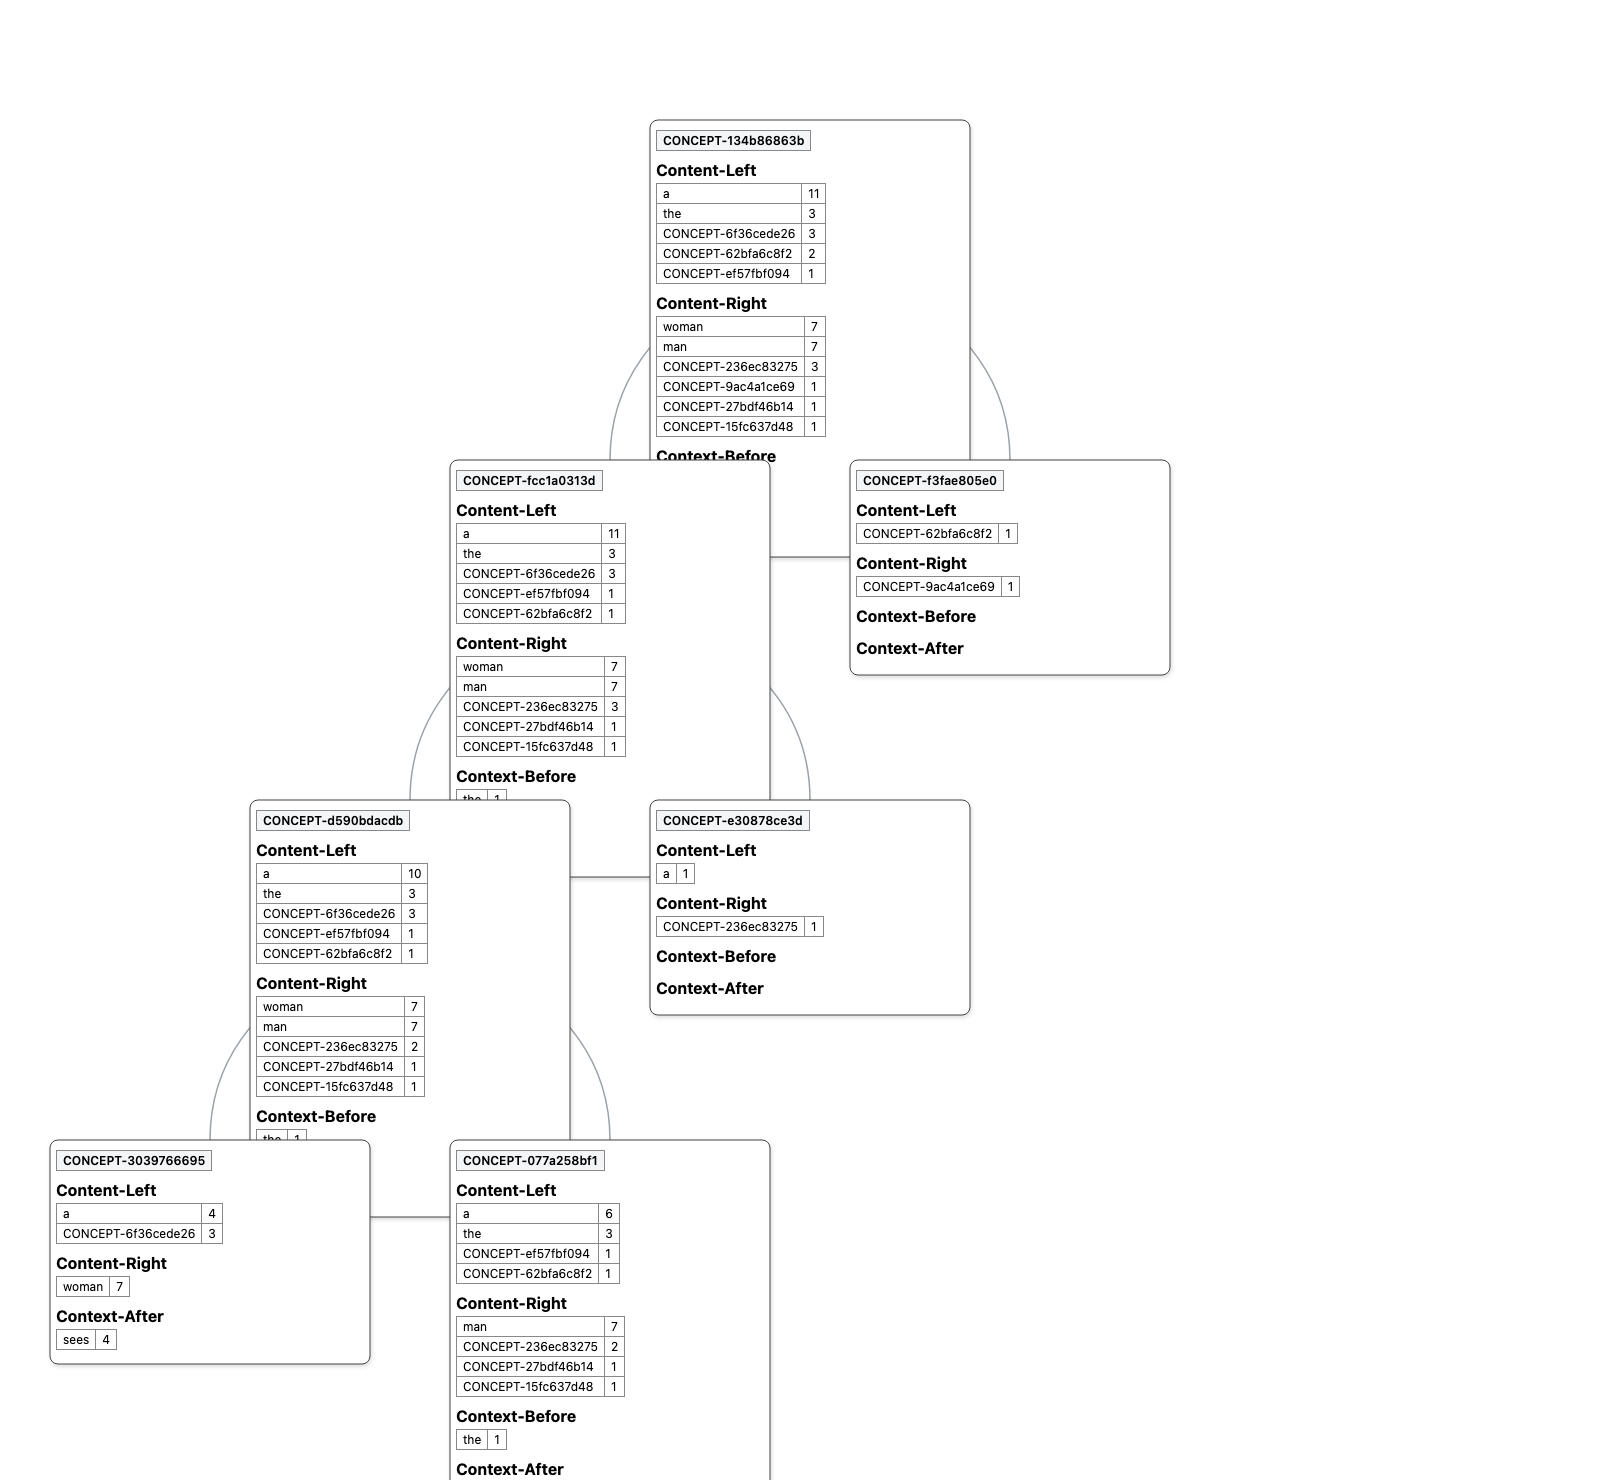 CONCEPT-134b86863b
Content-Left
a 11
the 3
CONCEPT-6f36cede26 3
CONCEPT-62bfa6c8f2 2
CONCEPT-ef57fbf094 1
Content-Right
woman 7
man 7
CONCEPT-236ec83275 3
CONCEPT-9ac4a1ce69 1
CONCEPT-27bdf46b14 1
CONCEPT-15fc637d48 1
Context-Before
CONCEPT-fcc1a0313d
Content-Left
a 11
the 3
CONCEPT-6f36cede26 3
CONCEPT-ef57fbf094 1
CONCEPT-62bfa6c8f2 1
Content-Right
woman 7
man 7
CONCEPT-236ec83275 3
CONCEPT-27bdf46b14 1
CONCEPT-15fc637d48 1
Context-Before
the 1
CONCEPT-f3fae805e0
Content-Left
CONCEPT-62bfa6c8f2 1
Content-Right
CONCEPT-9ac4a1ce69 1
Context-Before
Context-After
CONCEPT-d590bdacdb
Content-Left
a 10
the 3
CONCEPT-6f36cede26 3
CONCEPT-ef57fbf094 1
CONCEPT-62bfa6c8f2 1
Content-Right
woman 7
man 7
CONCEPT-236ec83275 2
CONCEPT-27bdf46b14 1
CONCEPT-15fc637d48 1
Context-Before
the 1
CONCEPT-e30878ce3d
Content-Left
a 1
Content-Right
CONCEPT-236ec83275 1
Context-Before
Context-After
CONCEPT-3039766695
Content-Left
a 4
CONCEPT-6f36cede26 3
Content-Right
woman 7
Context-After
sees 4
CONCEPT-077a258bf1
Content-Left
a 6
the 3
CONCEPT-ef57fbf094 1
CONCEPT-62bfa6c8f2 1
Content-Right
man 7
CONCEPT-236ec83275 2
CONCEPT-27bdf46b14 1
CONCEPT-15fc637d48 1
Context-Before
the 1
Context-After